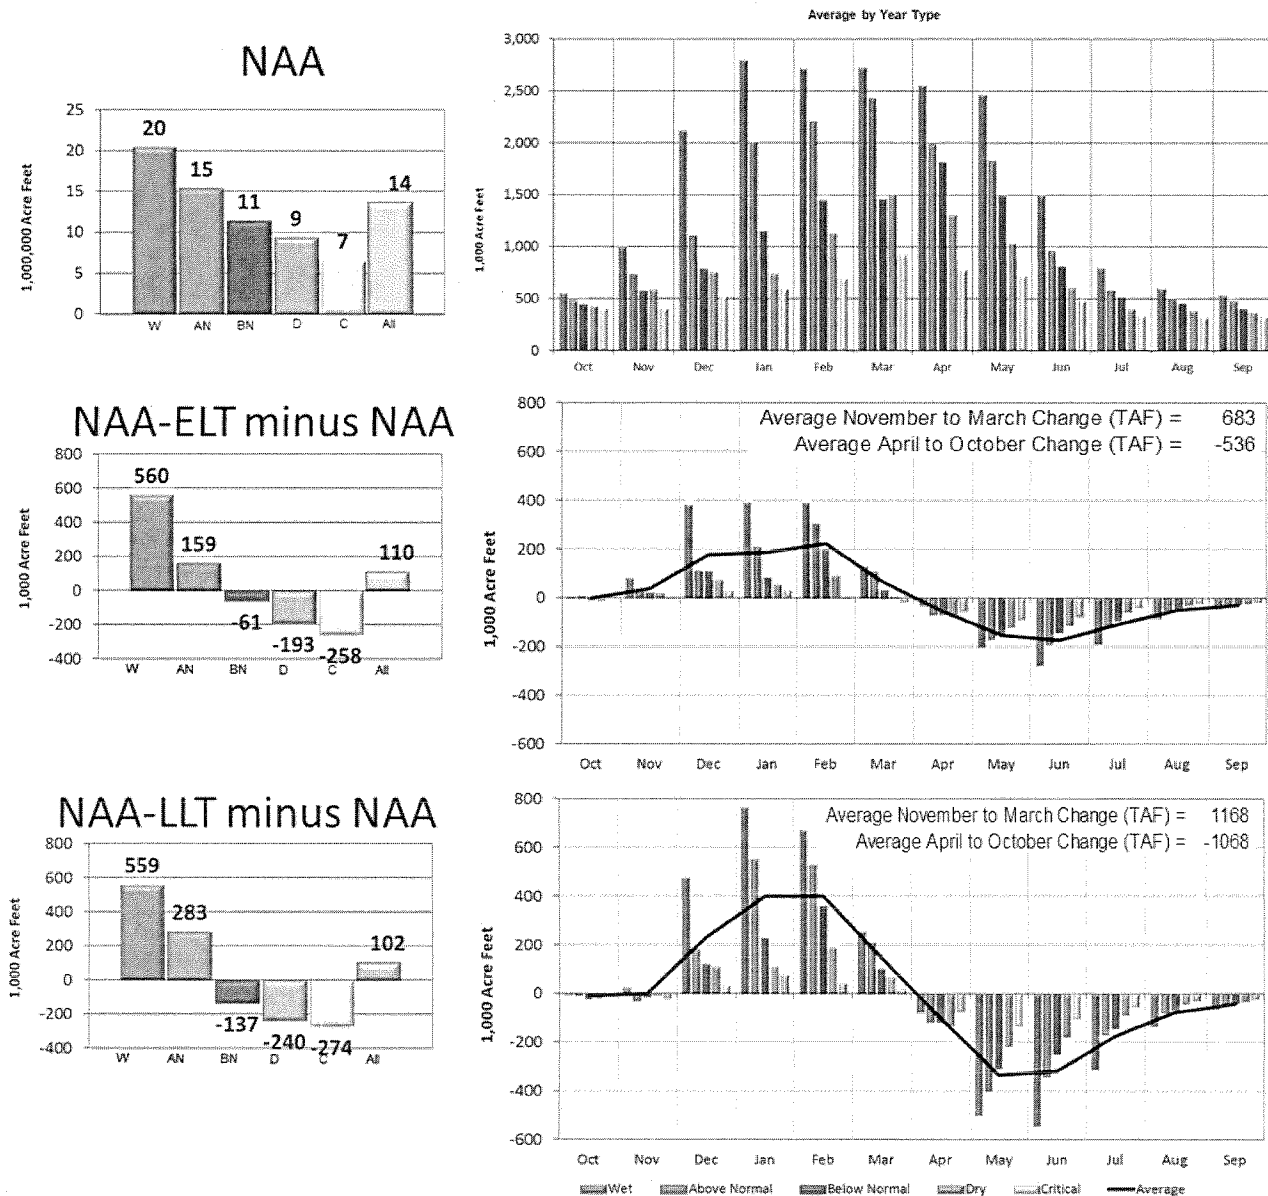 Average by Year Type
NAA
1,000,000 Acre Feet
25
20
15
10
5
0
20
15
11
9
7
14
W AN BN D C All
1,000 Acre Feet
3,000
2,500
2,000
1,500
1,000
500
0
Oct Nov Dec Jan Feb Mar Apr May Jun Jul Aug Sep
NAA-ELT minus NAA
1,000 Acre Feet
800
600
400
200
0
-200
-400
560
159
-61
-193
-258
110
W AN BN D C All
Average November to March Change (TAF) = 683
Average April to October Change (TAF) = -536
1,000 Acre Feet
800
600
400
200
0
-200
-400
-600
Oct Nov Dec Jan Feb Mar Apr May Jun Jul Aug Sep
NAA-LLT minus NAA
1,000 Acre Feet
800
600
400
200
0
-200
-400
559
283
-137
-240
-274
102
W AN BN D C All
Average November to March Change (TAF) = 1168
Average April to October Change (TAF) = -1068
1,000 Acre Feet
800
600
400
200
0
-200
-400
-600
Oct Nov Dec Jan Feb Mar Apr May Jun Jul Aug Sep
Wet Above Normal Below Normal Dry Critical Average